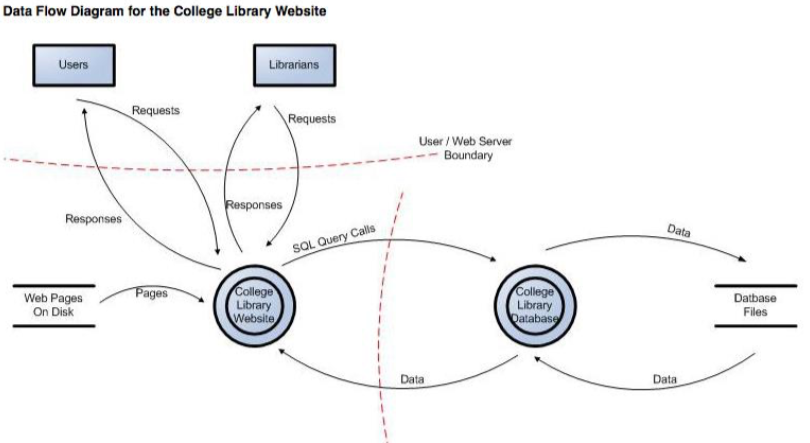 Data Flow Diagram for the College Library Website
Users
Librarians
Requests
Requests
User / Web Server
Boundary
Responses
Responses
SQL Query Calls
Data
Web Pages
On Disk
Pages
College
Library
Website
College
Library
Database
Datbase
Files
Data
Data